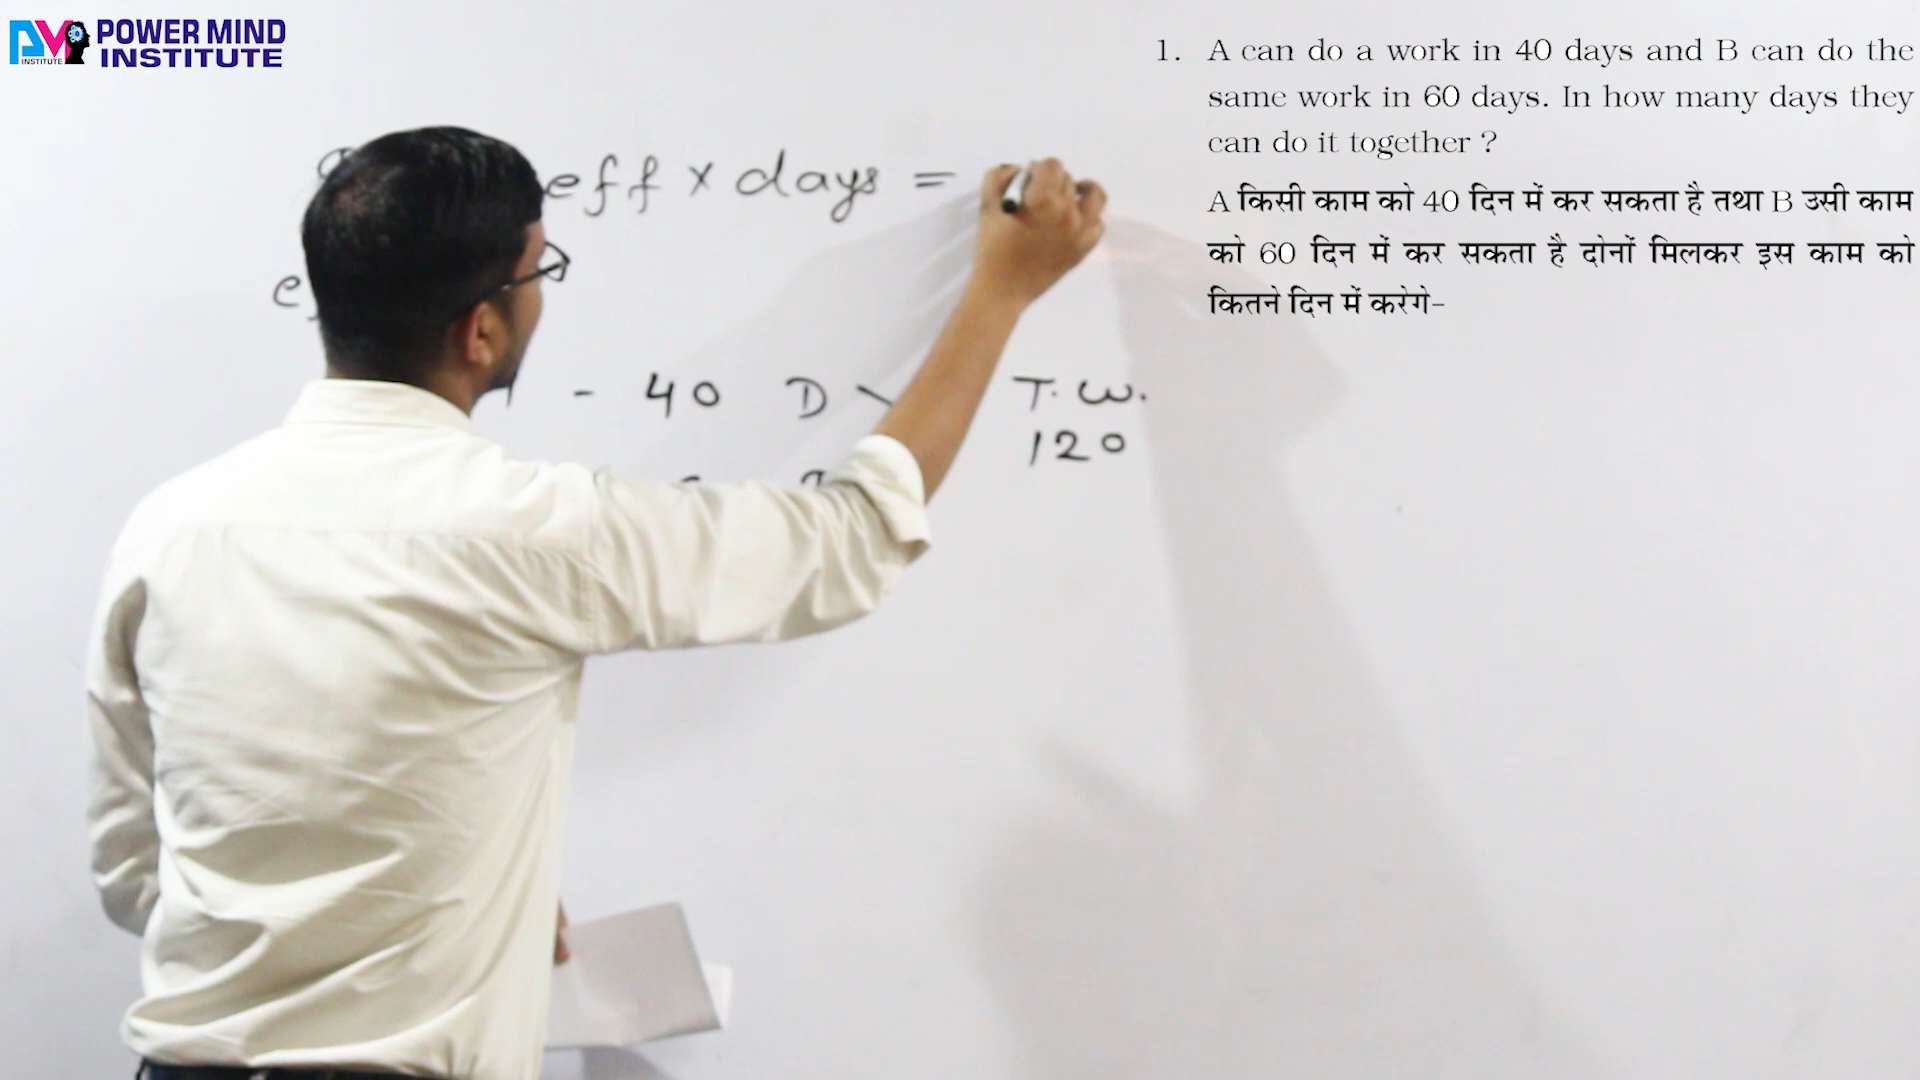 POWER MIND
INSTITUTE
INSTITUTE
1. A can do a work in 40 days and B can do the
same work in 60 days. In how many days they
can do it together ?
A किसी काम को 40 दिन में कर सकता है तथा B उसी काम
को 60 दिन में कर सकता है दोनों मिलकर इस काम को
कितने दिन में करेगे-
eff × days =
- 40 D T.W.
120